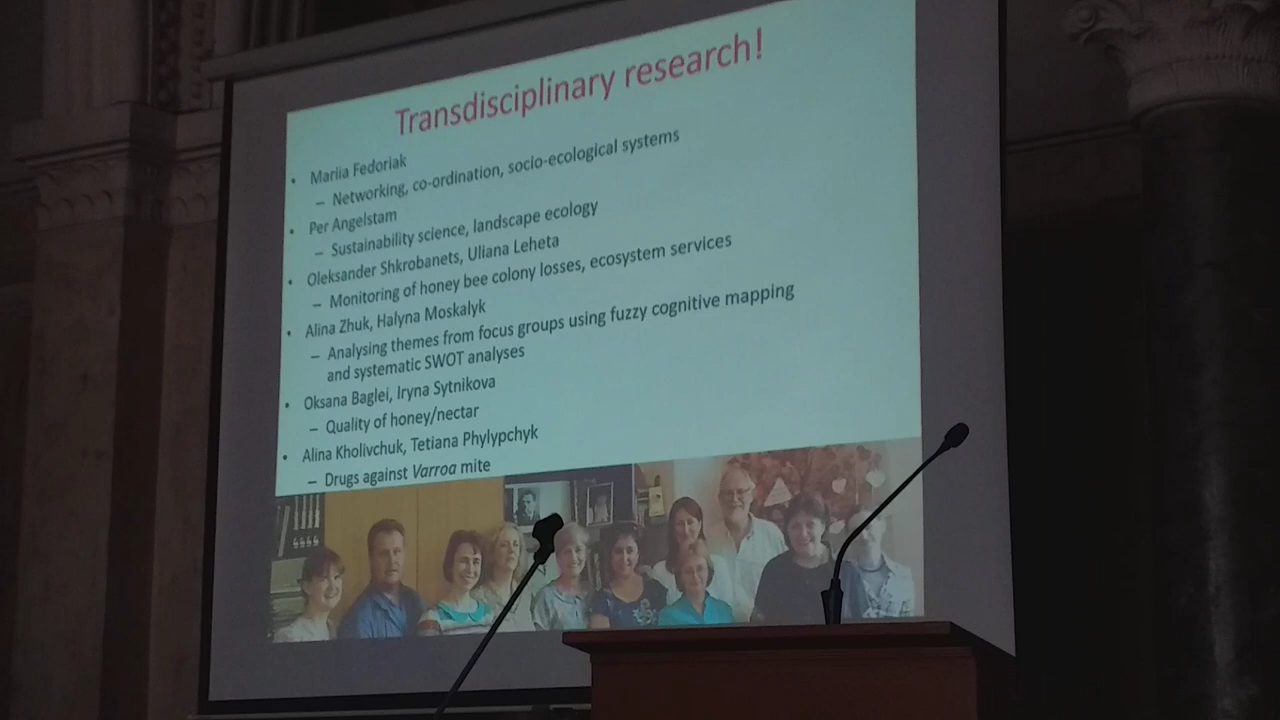 Transdisciplinary research!
• Mariia Fedoriak
– Networking, co-ordination, socio-ecological systems
• Per Angelstam
– Sustainability science, landscape ecology
• Oleksander Shkrobanets, Uliana Leheta
– Monitoring of honey bee colony losses, ecosystem services
• Alina Zhuk, Halyna Moskalyk
– Analysing themes from focus groups using fuzzy cognitive mapping
and systematic SWOT analyses
• Oksana Baglei, Iryna Sytnikova
– Quality of honey/nectar
• Alina Kholivchuk, Tetiana Phylypchyk
– Drugs against Varroa mite